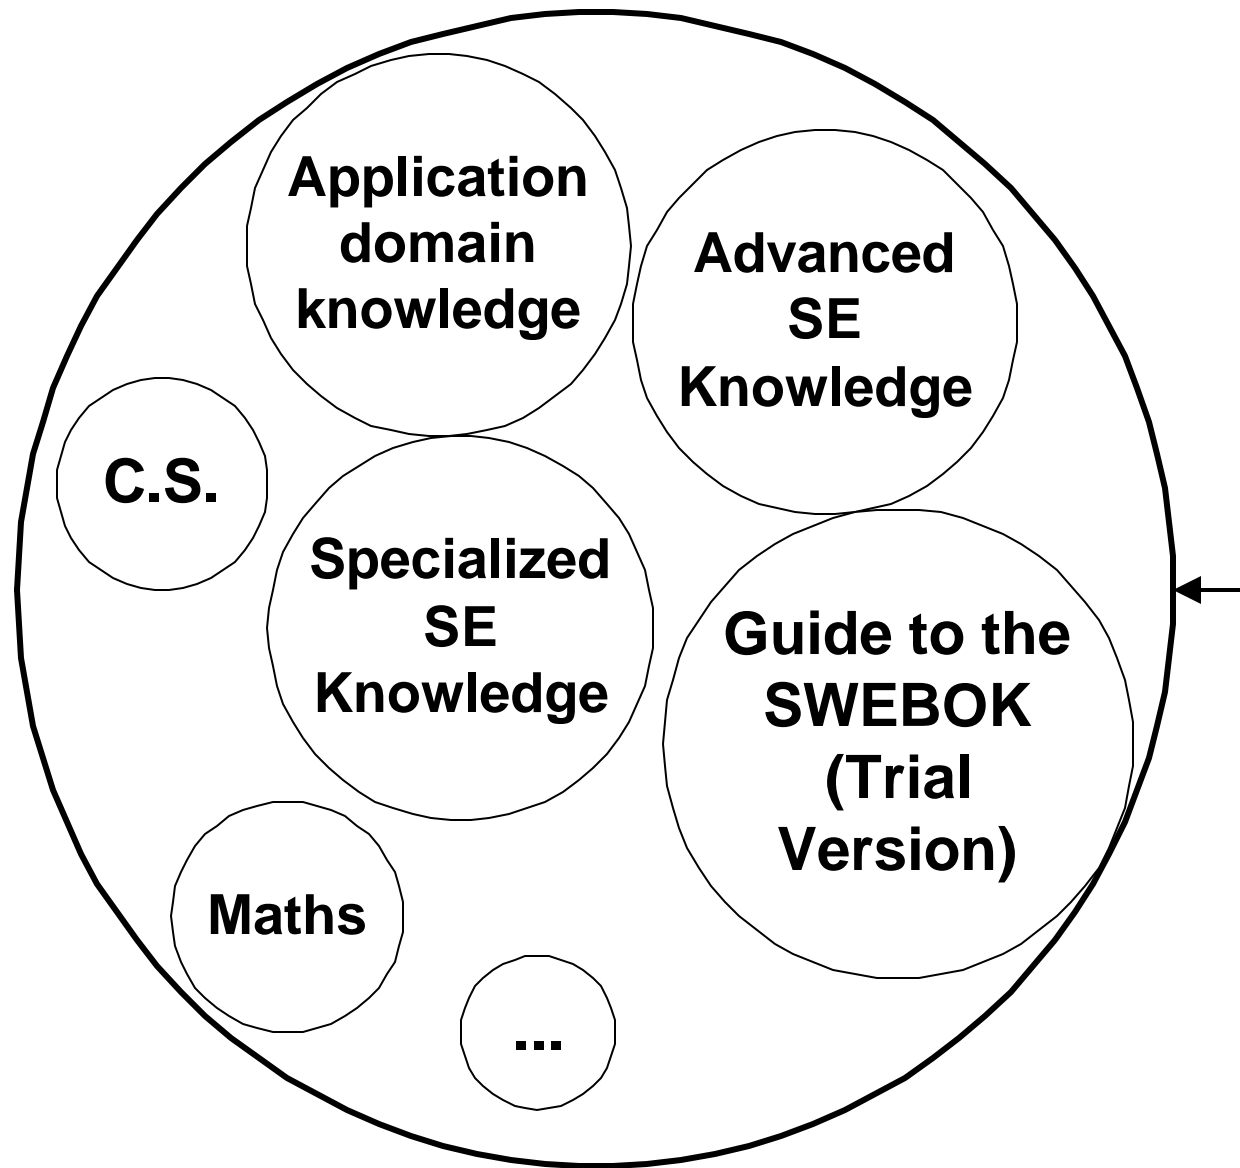 Application
domain
knowledge
Advanced
SE
Knowledge
C.S.
Specialized
SE
Knowledge
Guide to the
SWEBOK
(Trial
Version)
Maths
...